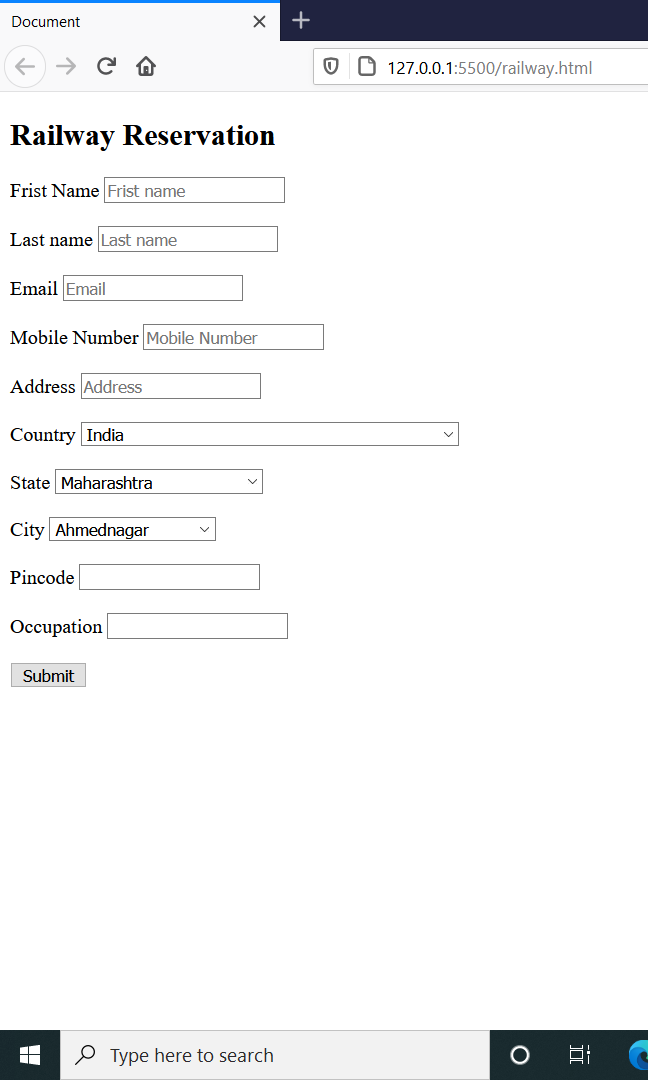 Document
127.0.0.1:5500/railway.html
Railway Reservation
Frist Name Frist name
Last name Last name
Email Email
Mobile Number Mobile Number
Address Address
Country India
State Maharashtra
City Ahmednagar
Pincode
Occupation
Submit
Type here to search